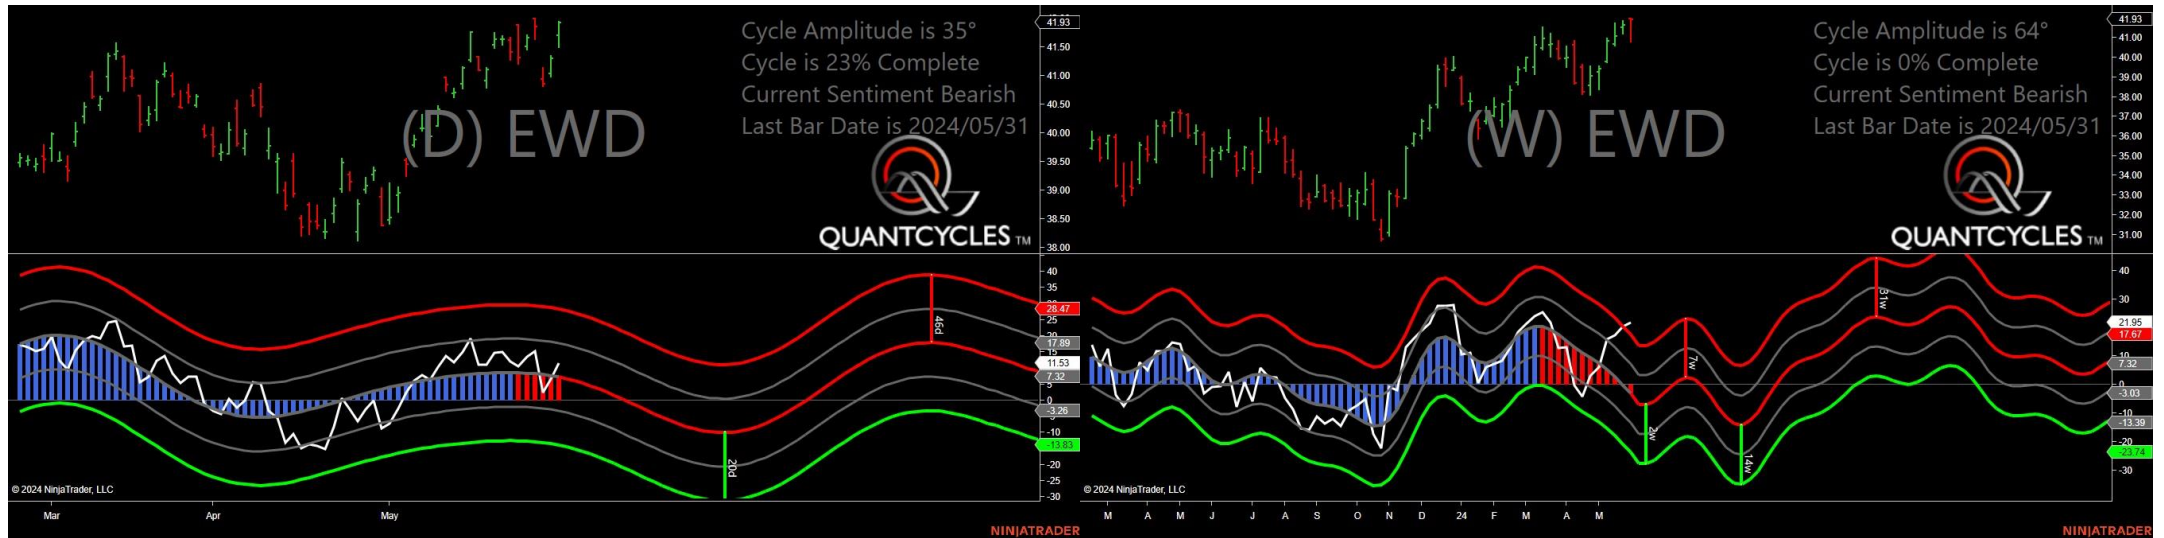 Cycle Amplitude is 35°
Cycle is 23% Complete
Current Sentiment Bearish
Last Bar Date is 2024/05/31
(D) EWD
QUANTCYCLES TM
41.93
41.50
41.00
40.50
40.00
39.50
39.00
38.50
38.00
40
35
28.47
25
20
17.89
15
11.53
7.32
5
0
-3.26
-10
-13.83
-20
-25
-30
46d
20d
© 2024 NinjaTrader, LLC
Mar
Apr
May
NINJATRADER
Cycle Amplitude is 64°
Cycle is 0% Complete
Current Sentiment Bearish
Last Bar Date is 2024/05/31
(W) EWD
QUANTCYCLES TM
41.93
41.00
40.00
39.00
38.00
37.00
36.00
35.00
34.00
33.00
32.00
31.00
40
30
21.95
17.67
10
7.32
0
-3.03
-10
-13.39
-20
-23.74
-30
31w
7w
14w
© 2024 NinjaTrader, LLC
M A M J J A S O N D 24 F M A M
NINJATRADER